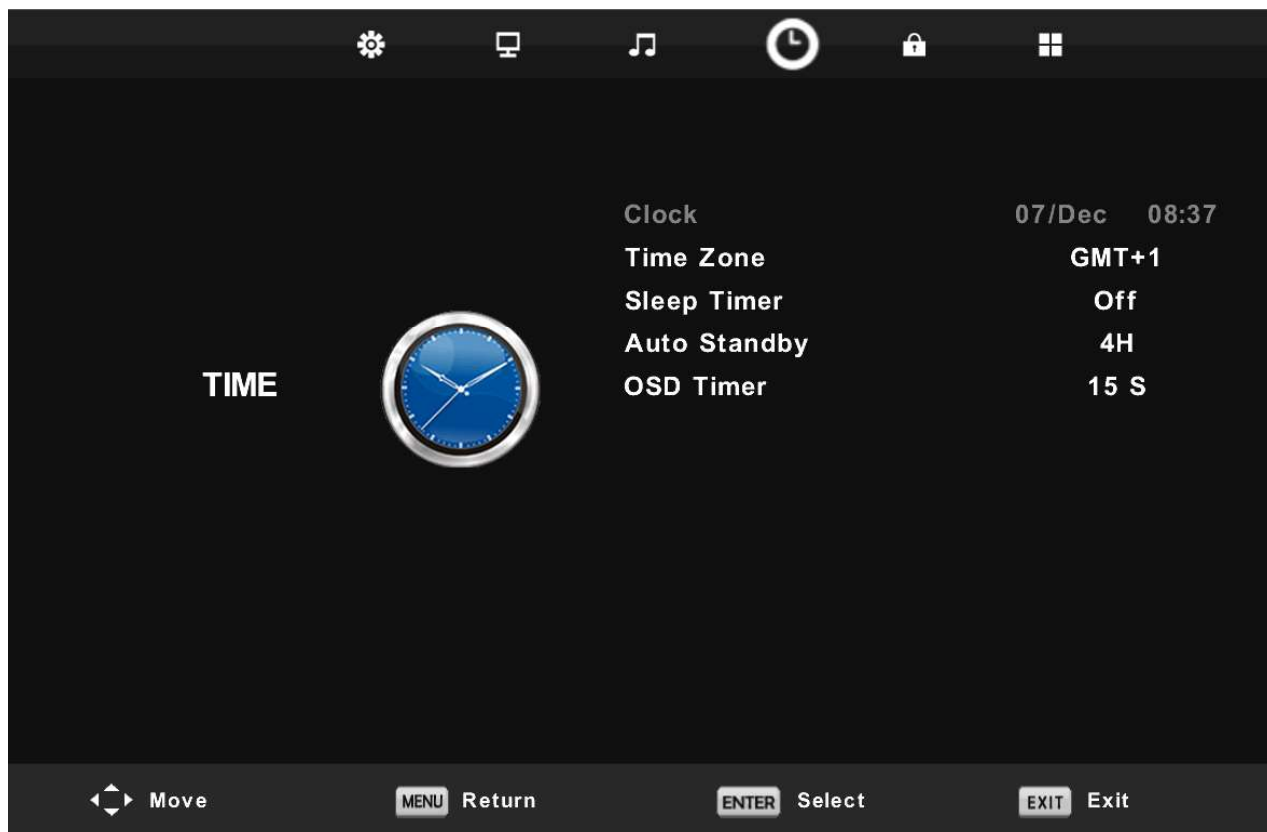 Clock 07/Dec 08:37
Time Zone GMT+1
Sleep Timer Off
Auto Standby 4H
TIME
OSD Timer 15 S
Move MENU Return ENTER Select EXIT Exit